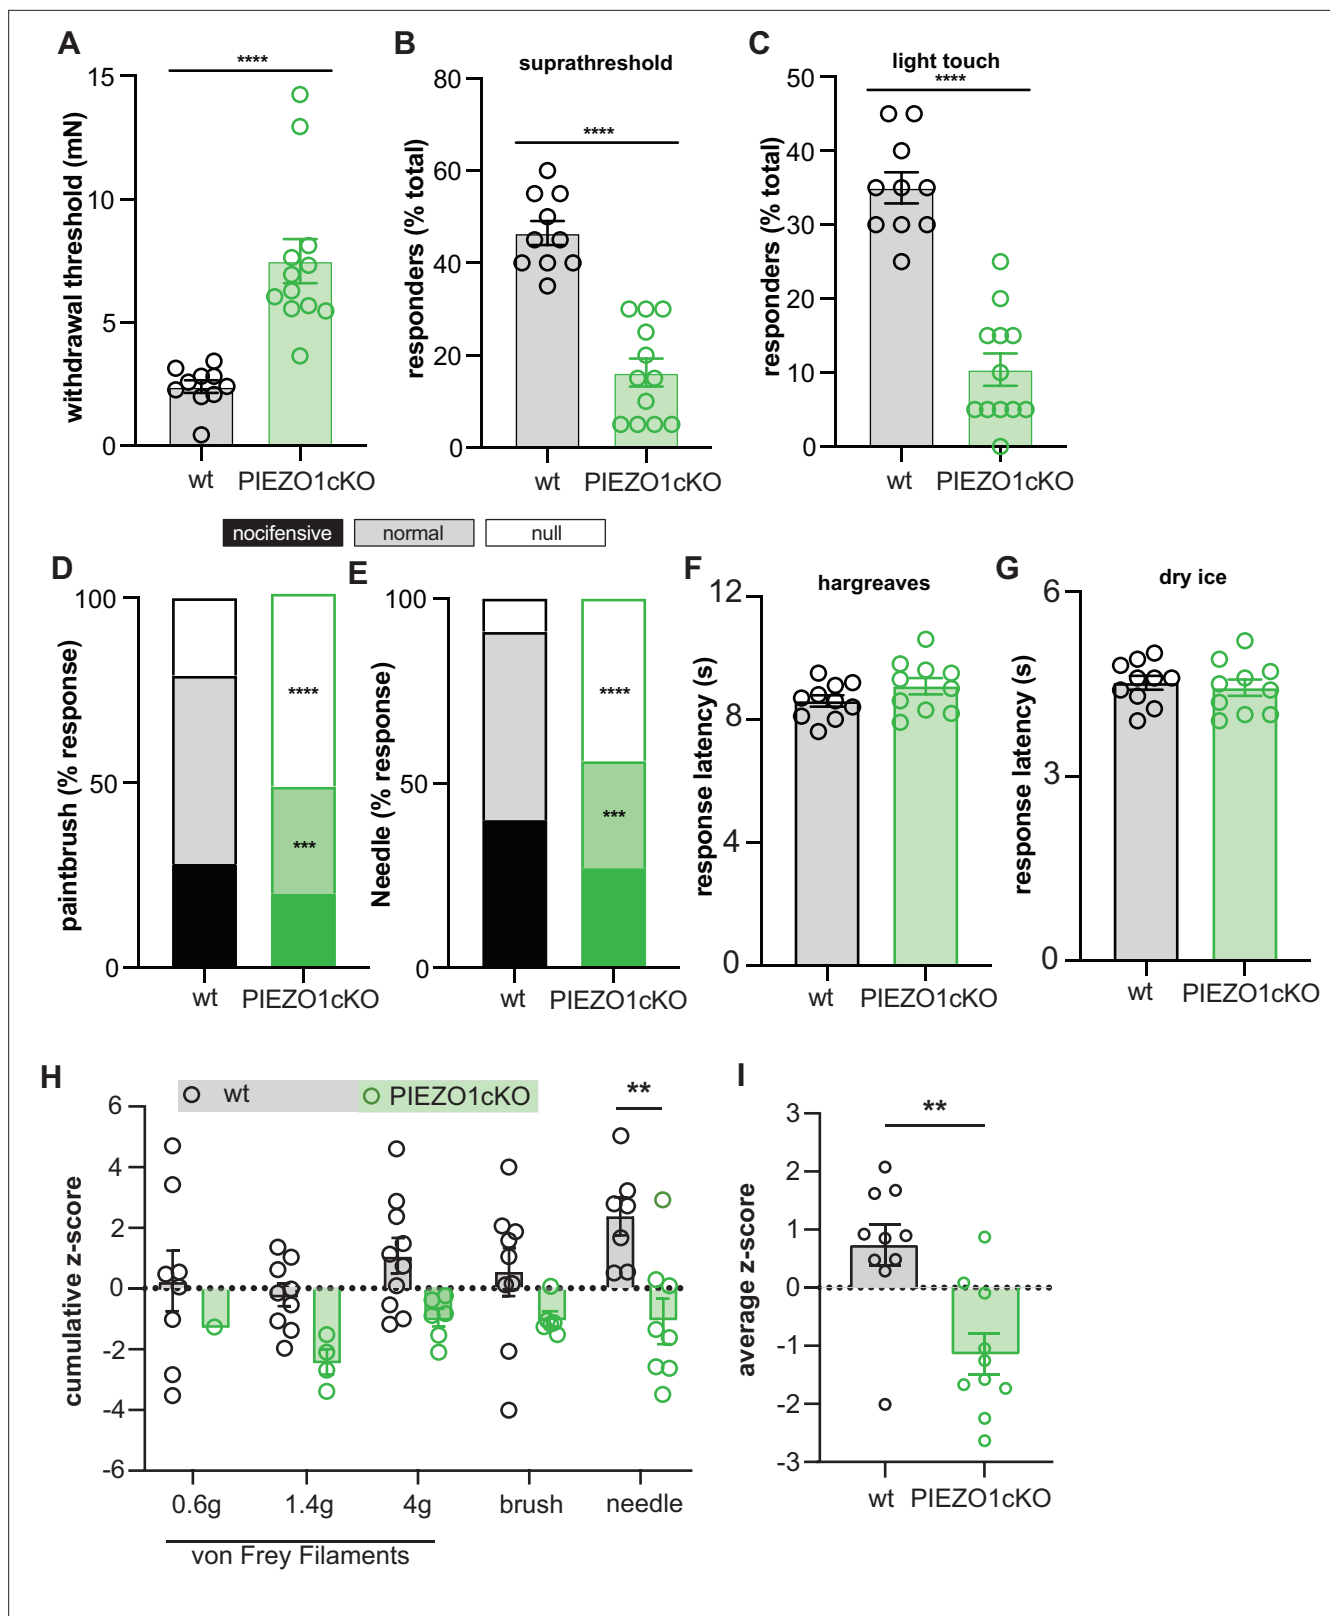 A
****
withdrawal threshold (mN)
15
10
5
0
wt
PIEZO1cKO
B
suprathreshold
****
responders (% total)
80
60
40
20
0
wt
PIEZO1cKO
C
light touch
****
responders (% total)
50
40
30
20
10
0
wt
PIEZO1cKO
nocifensive
normal
null
D
paintbrush (% response)
100
50
0
****
***
wt
PIEZO1cKO
E
Needle (% response)
100
50
0
****
***
wt
PIEZO1cKO
F
hargreaves
response latency (s)
12
8
4
0
wt
PIEZO1cKO
G
dry ice
response latency (s)
6
3
0
wt
PIEZO1cKO
H
wt
PIEZO1cKO
**
cumulative z-score
6
4
2
0
-2
-4
-6
0.6g
1.4g
4g
brush
needle
von Frey Filaments
I
**
average z-score
3
2
1
0
-1
-2
-3
wt
PIEZO1cKO